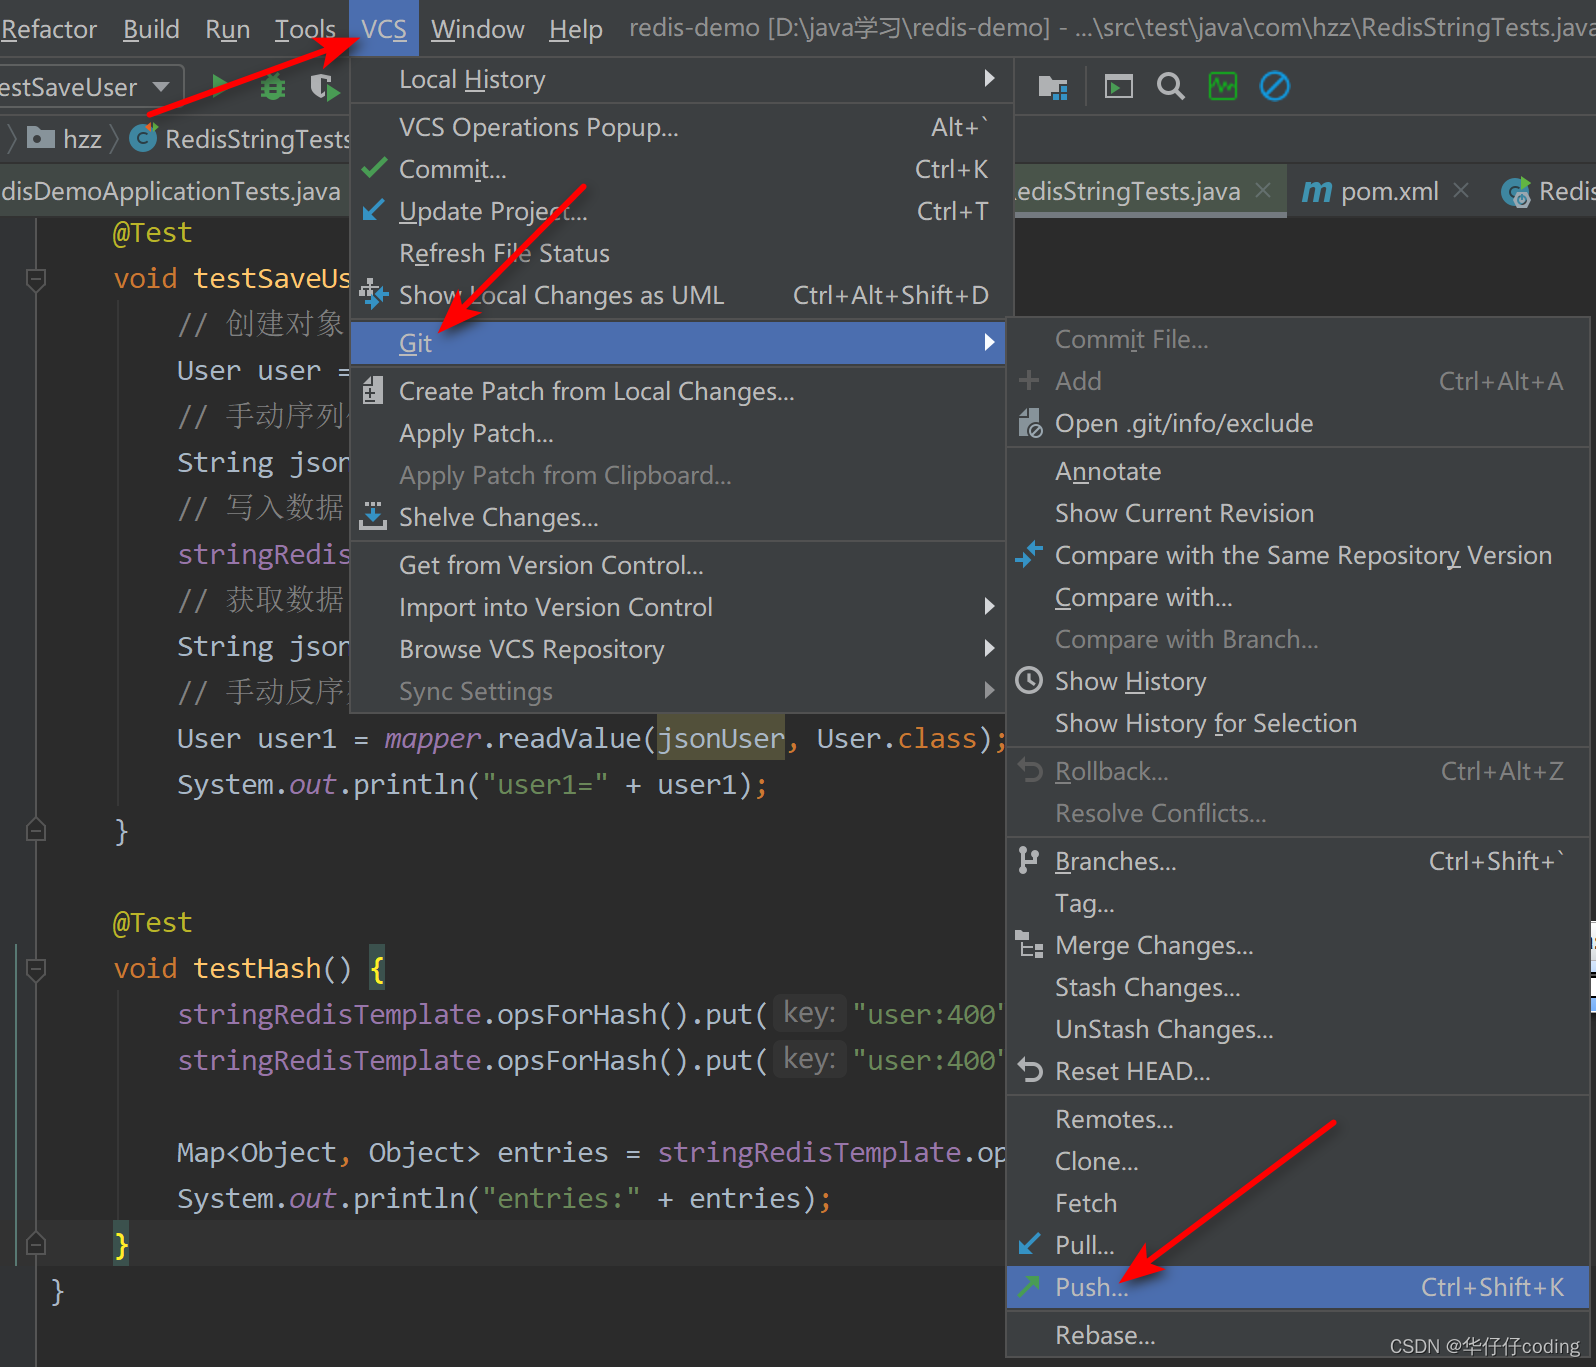 Refactor Build Run Tools VCS Window Help redis-demo [D:\java学习\redis-demo] - ...\src\test\java\com\hzz\RedisStringTests.java
estSaveUser
hzz RedisStringTests
disDemoApplicationTests.java
edisStringTests.java
pom.xml
Redis
Local History
VCS Operations Popup... Alt+`
Commit... Ctrl+K
Update Project... Ctrl+T
Refresh File Status
Show Local Changes as UML Ctrl+Alt+Shift+D
Git
Create Patch from Local Changes...
Apply Patch...
Apply Patch from Clipboard...
Shelve Changes...
Get from Version Control...
Import into Version Control
Browse VCS Repository
Sync Settings
Commit File...
Add Ctrl+Alt+A
Open .git/info/exclude
Annotate
Show Current Revision
Compare with the Same Repository Version
Compare with...
Compare with Branch...
Show History
Show History for Selection
Rollback... Ctrl+Alt+Z
Resolve Conflicts...
Branches... Ctrl+Shift+`
Tag...
Merge Changes...
Stash Changes...
UnStash Changes...
Reset HEAD...
Remotes...
Clone...
Fetch
Pull...
Push... Ctrl+Shift+K
Rebase...
@Test
void testSaveUs
// 创建对象
User user =
// 手动序列
String json
// 写入数据
stringRedis
// 获取数据
String json
// 手动反序
User user1 = mapper.readValue(jsonUser, User.class);
System.out.println("user1=" + user1);
}
@Test
void testHash() {
stringRedisTemplate.opsForHash().put( key: "user:400"
stringRedisTemplate.opsForHash().put( key: "user:400"
Map<Object, Object> entries = stringRedisTemplate.op
System.out.println("entries:" + entries);
}
}
CSDN @华仔仔coding